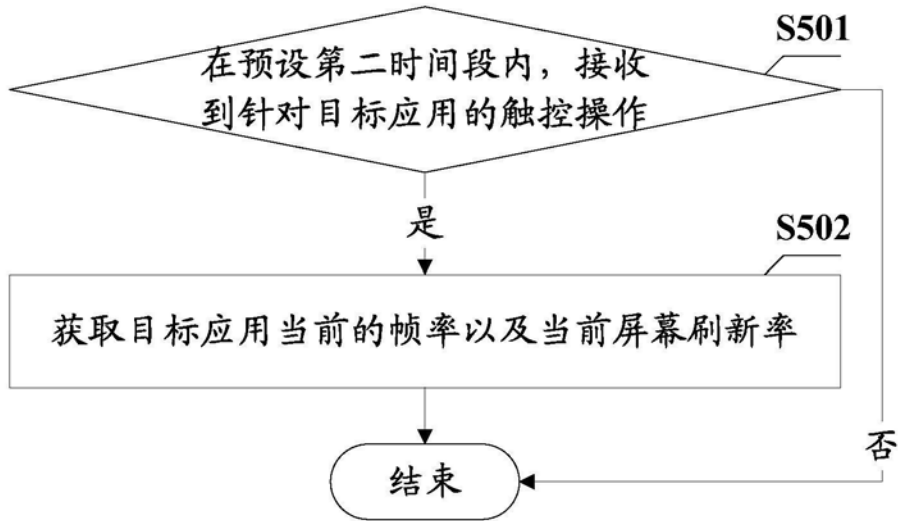 S501
在预设第二时间段内，接收
到针对目标应用的触控操作
是
S502
获取目标应用当前的帧率以及当前屏幕刷新率
否
结束